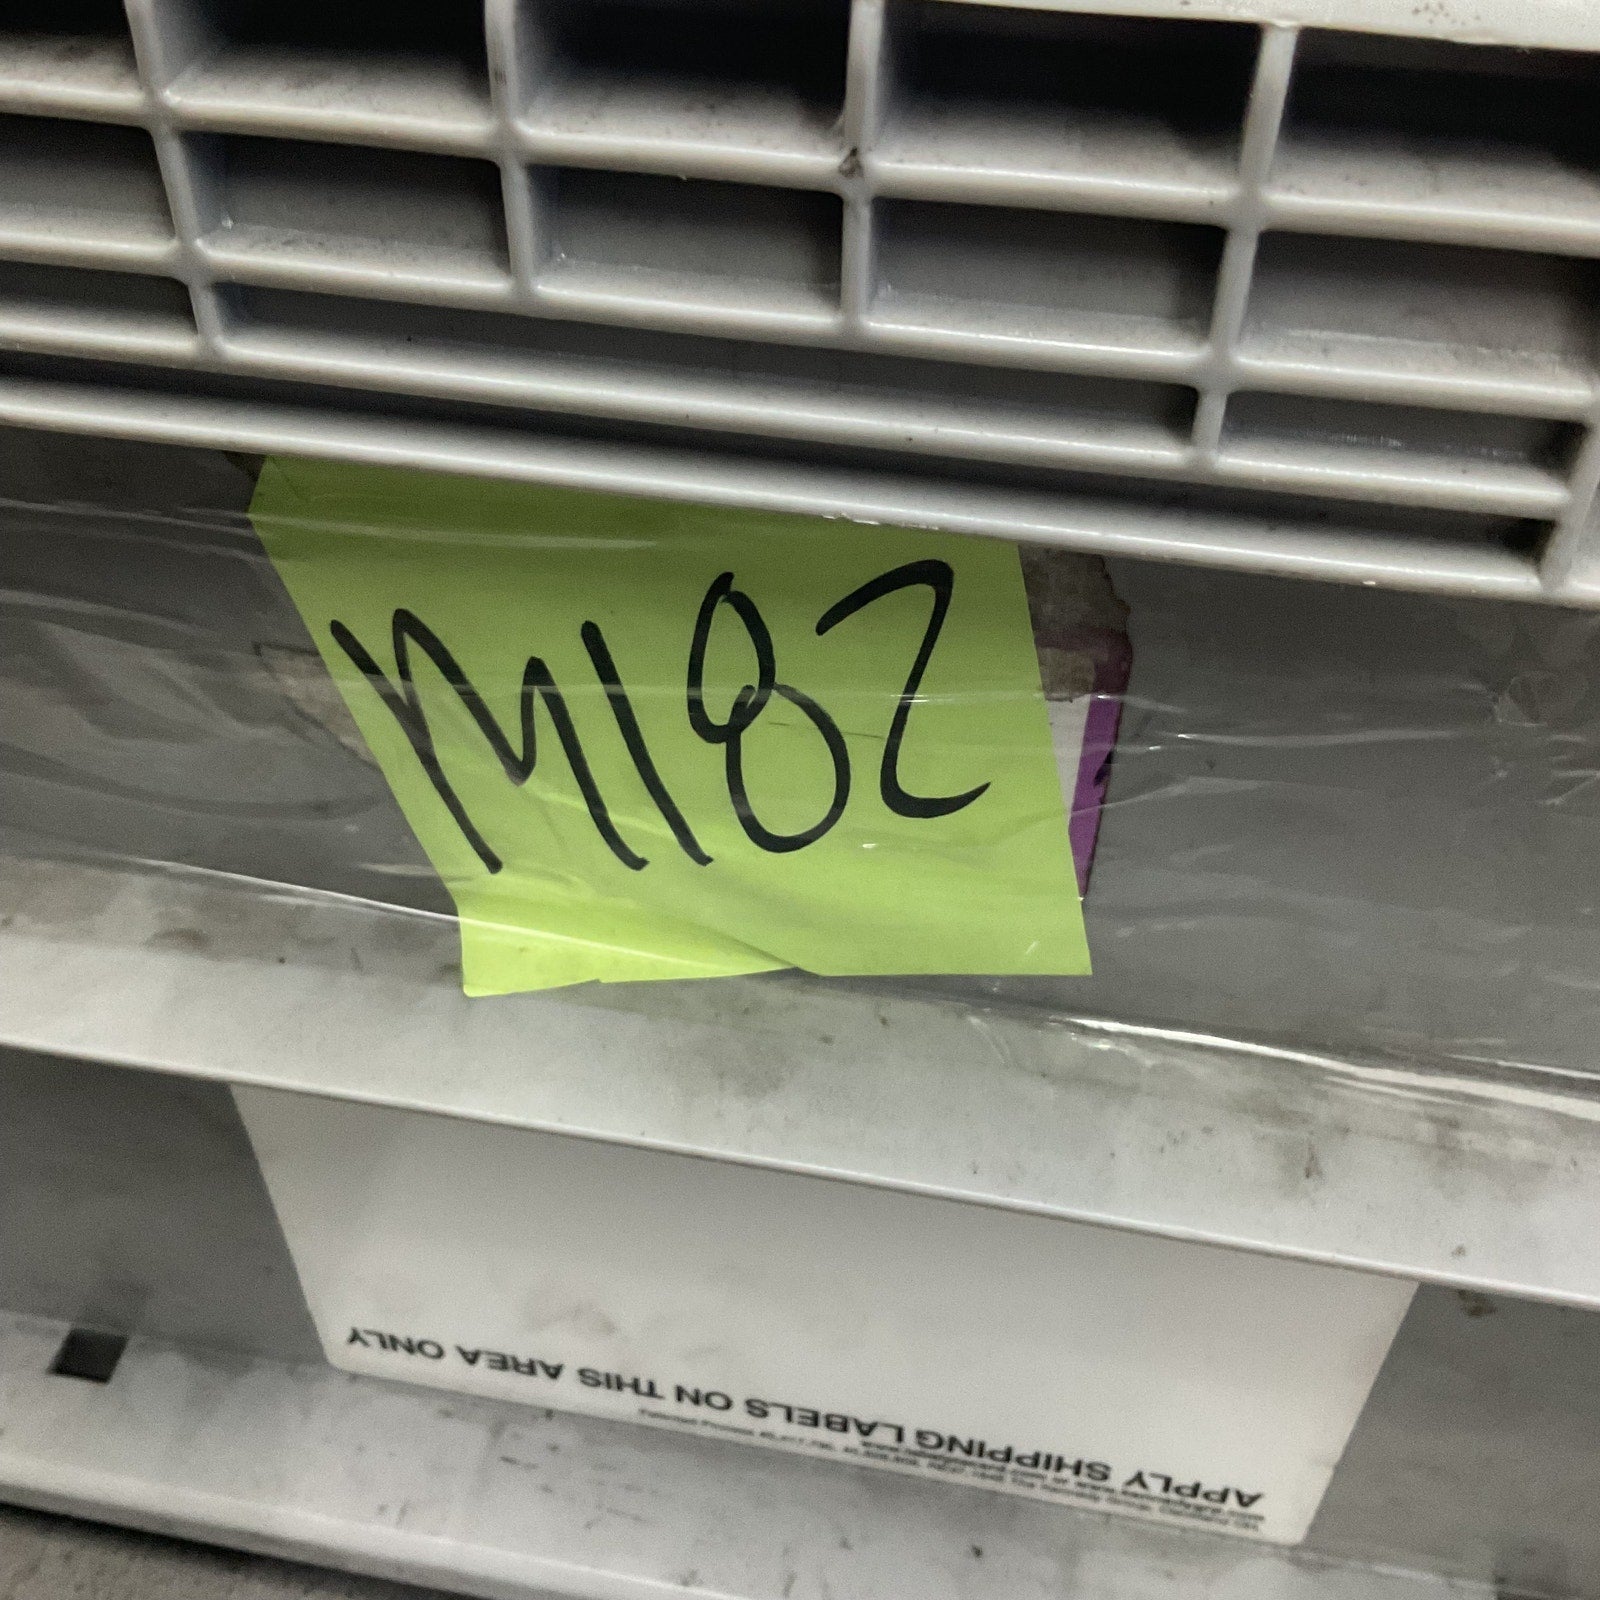 M182
APPLY SHIPPING LABELS ON THIS AREA ONLY